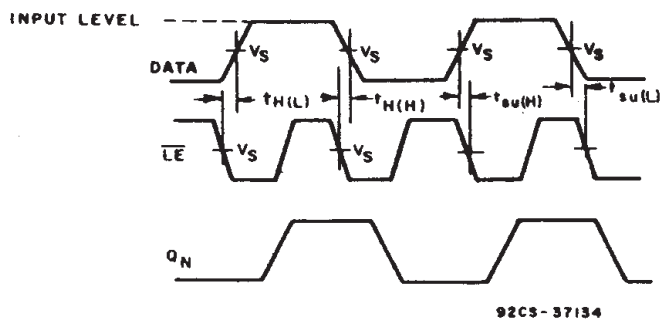 INPUT LEVEL
VS VS VS VS
DATA
tH(L) tH(H) tsu(H) tsu(L)
LE VS VS
QN
92CS-37134